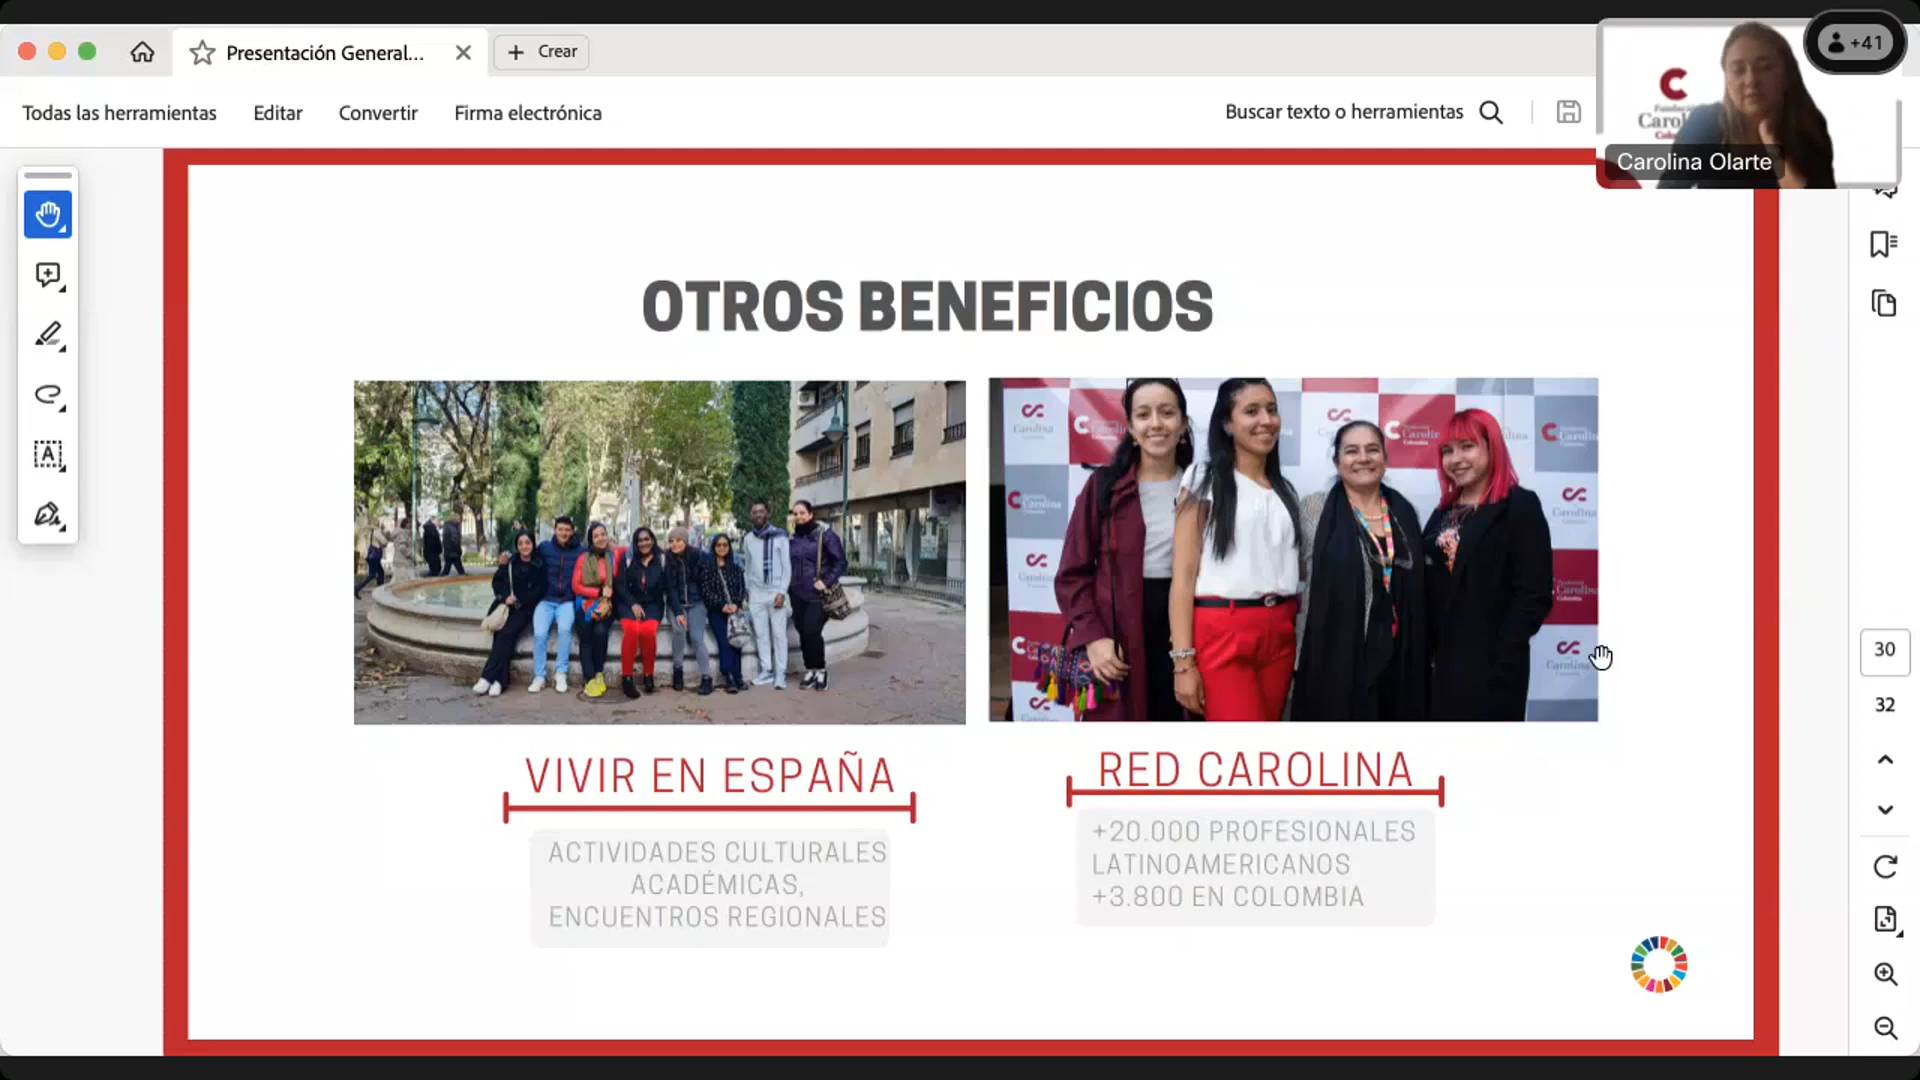 Presentación General...
Crear
+41
Todas las herramientas
Editar
Convertir
Firma electrónica
Buscar texto o herramientas
Carolina Olarte
OTROS BENEFICIOS
VIVIR EN ESPAÑA
ACTIVIDADES CULTURALES
ACADÉMICAS,
ENCUENTROS REGIONALES
RED CAROLINA
+20.000 PROFESIONALES
LATINOAMERICANOS
+3.800 EN COLOMBIA
30
32